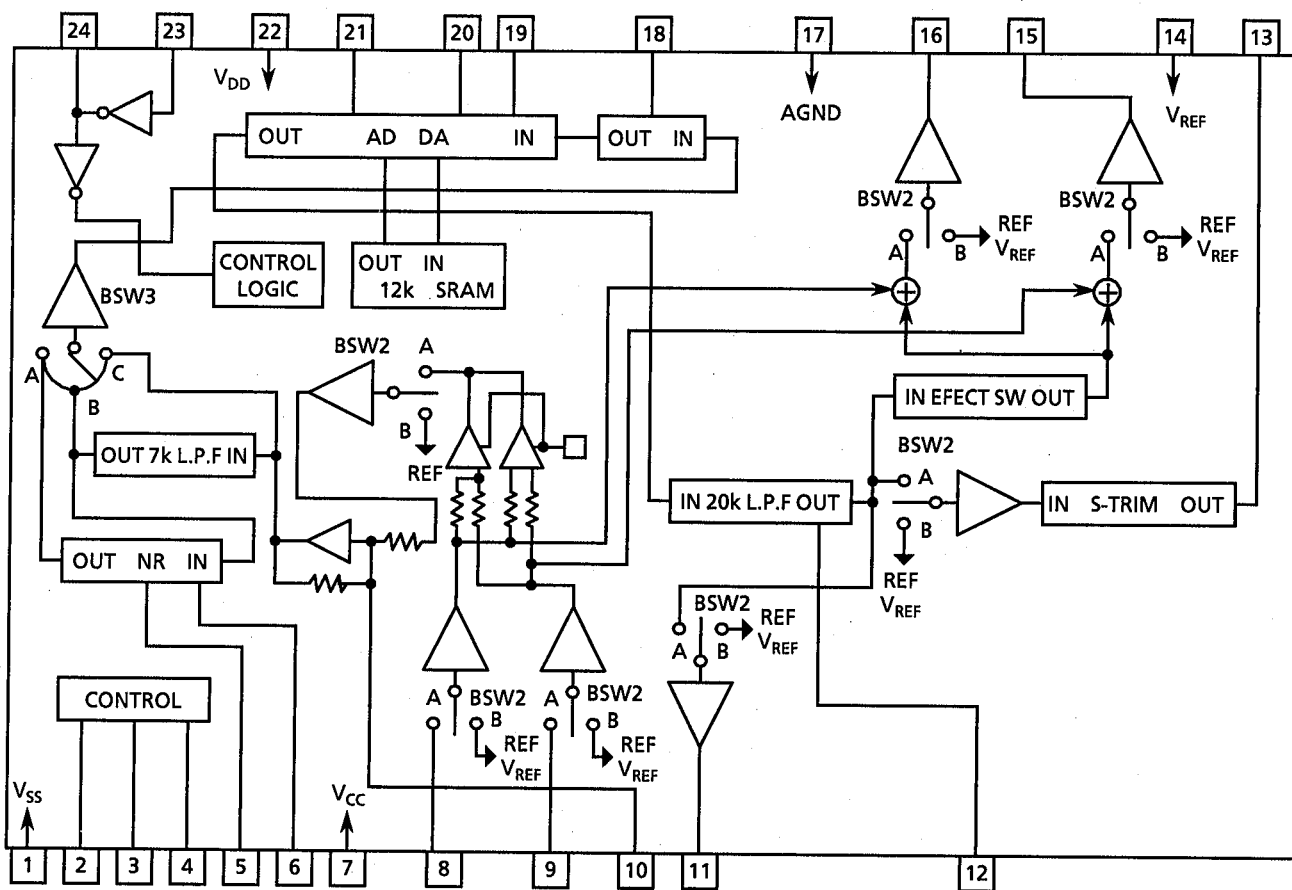 24 23 22 21 20 19 18 17 16 15 14 13
VDD
AGND
VREF
OUT AD DA IN
OUT IN
BSW2
A B
REF
VREF
BSW2
A B
REF
VREF
CONTROL
LOGIC
OUT IN
12k SRAM
BSW3
A B C
BSW2
A
B
REF
IN EFECT SW OUT
OUT 7k L.P.F IN
IN 20k L.P.F OUT
BSW2
A
B
REF
VREF
IN S-TRIM OUT
OUT NR IN
BSW2
A B
REF
VREF
CONTROL
A BSW2
B
REF
VREF
A BSW2
B
REF
VREF
VSS
VCC
1 2 3 4 5 6 7 8 9 10 11 12